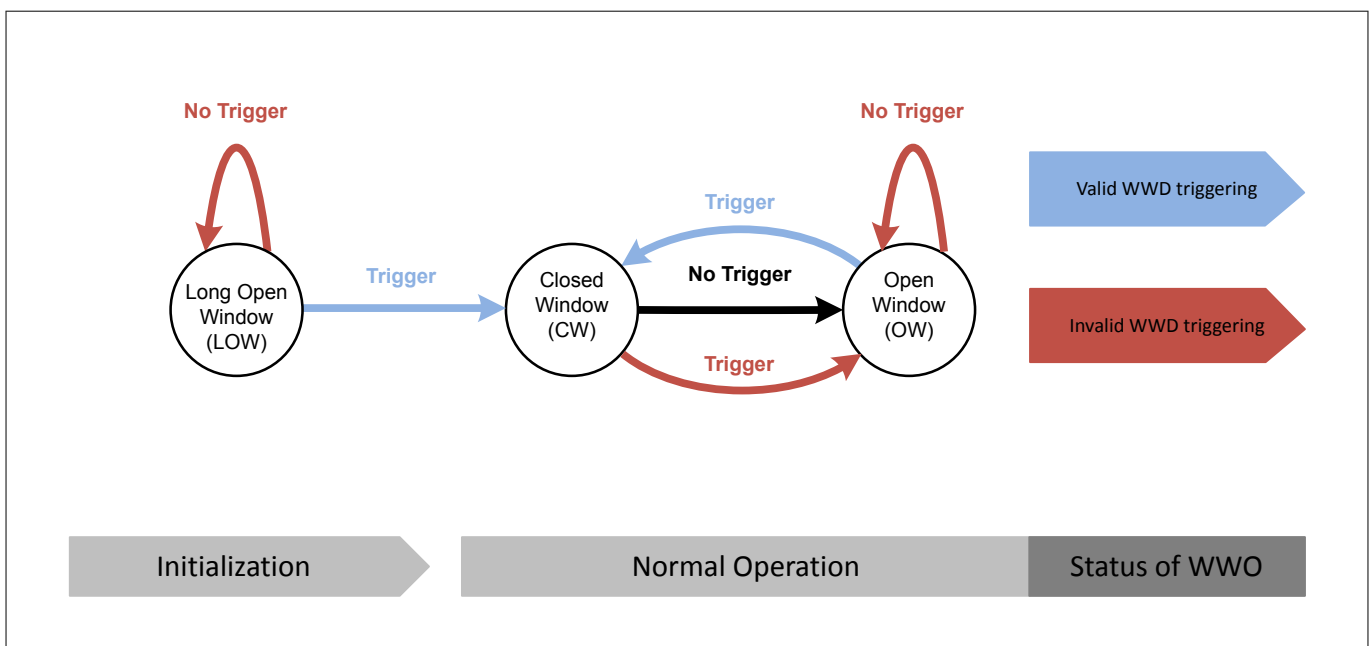 No Trigger
No Trigger
Valid WWD triggering
Trigger
Trigger
No Trigger
Long Open
Window
(LOW)
Closed
Window
(CW)
Open
Window
(OW)
Invalid WWD triggering
Trigger
Initialization
Normal Operation
Status of WWO